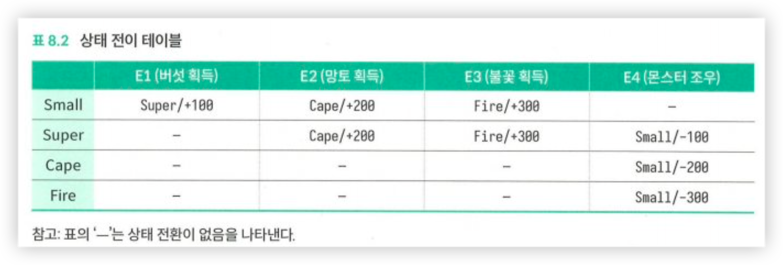 표 8.2 상태 전이 테이블
E1 (버섯 획득) E2 (망토 획득) E3 (불꽃 획득) E4 (몬스터 조우)
Small Super/+100 Cape/+200 Fire/+300 –
Super – Cape/+200 Fire/+300 Small/-100
Cape – – – Small/-200
Fire – – – Small/-300
참고: 표의 ‘—’는 상태 전환이 없음을 나타낸다.